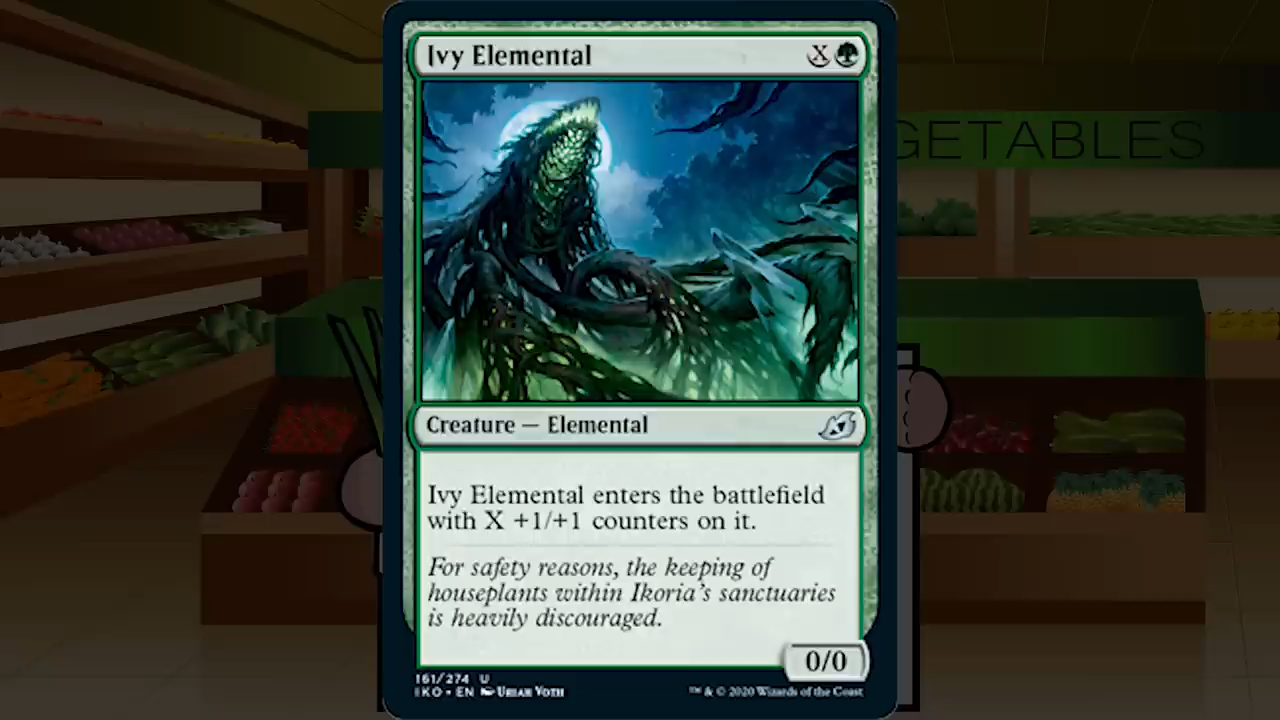 Ivy Elemental X
GETABLES
Creature — Elemental
Ivy Elemental enters the battlefield
with X +1/+1 counters on it.
For safety reasons, the keeping of
houseplants within Ikoria's sanctuaries
is heavily discouraged.
0/0
161/274 U
IKO • EN Uriah Voth
™ & © 2020 Wizards of the Coast